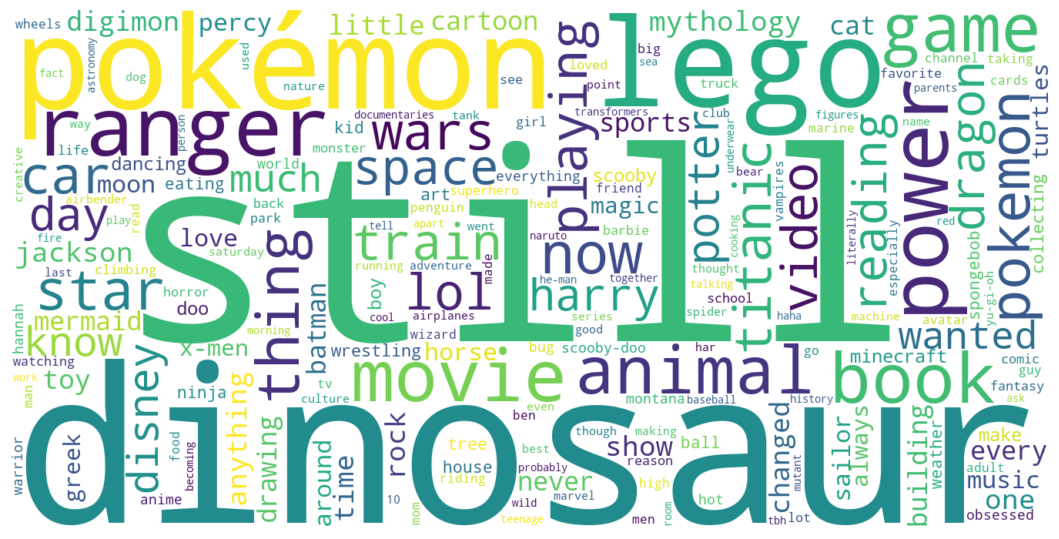 wheels digimon percy little cartoon mythology cat game
pokémon lego
fact astronomy dog used nature see loved big sea point truck favorite channel taking cards parents turtles
ranger wars playing sports power dragon
way life person documentaries tank kid girl transformers club figures marine name
car dancing moon eating monster world space everything friend scooby potter underwear bear reading pokemon
creative airbender play read day much art superhero magic vampires video red collecting
jackson love back park penguin head barbie titanic literally especially spongebob yu-gi-oh
fire climbing saturday tell apart went train now thought cooking
still
star last horror doo thing running adventure made lol naruto he-man together harry talking school machine avatar wanted
hannah mermaid morning batman boy cool airplanes series spider
know x-men wrestling wizard horse bug good scooby-doo haha movie animal har go minecraft comic guy fantasy
watching toy disney ninja tv culture even montana baseball history book ask
man work
dinosaur
warrior greek food becoming anime anything drawing around tree house time riding rock 10 ben best though show reason ball changed sailor always building weather make adult every
mom probably never making high hot lot mutant music one obsessed
teenage wild marvel men room tbh